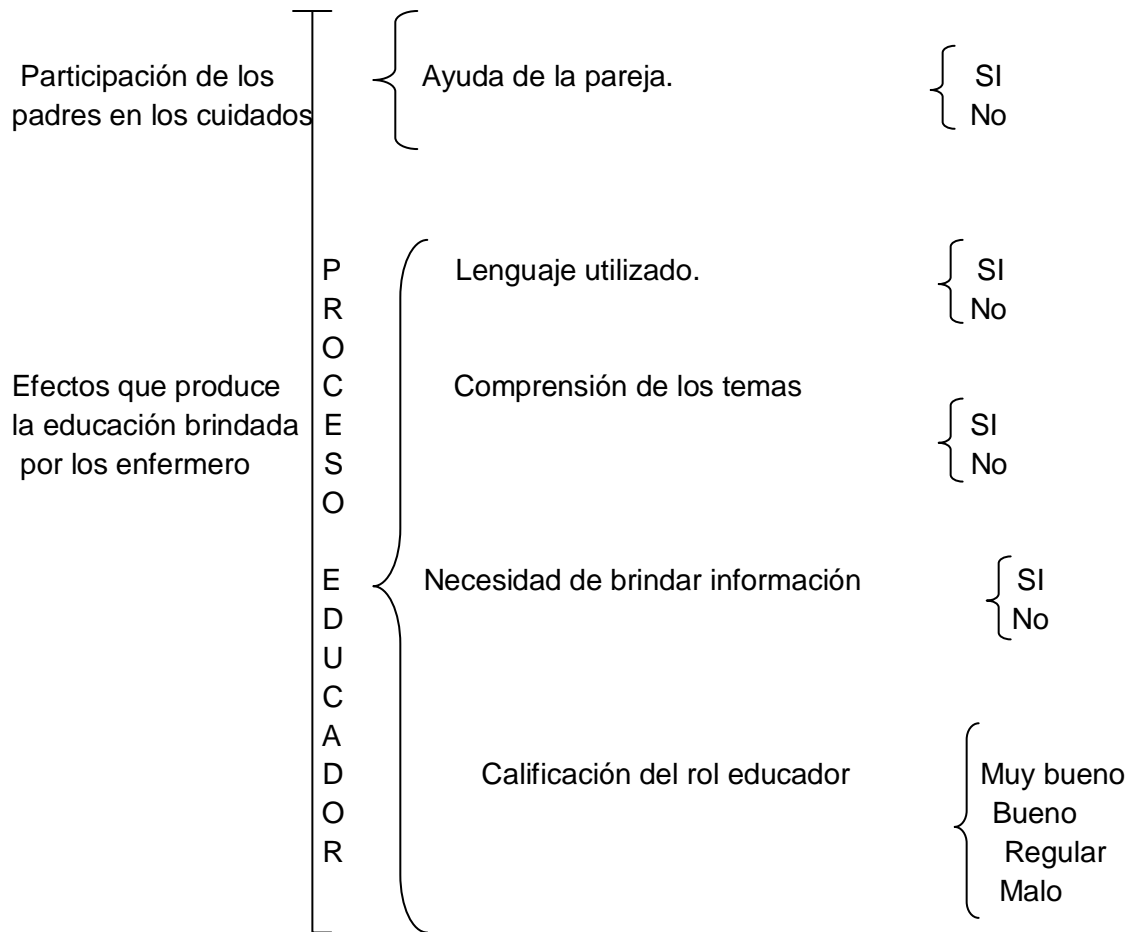 Participación de los
padres en los cuidados
Ayuda de la pareja.
SI
No
PROCESO EDUCADOR
Efectos que produce
la educación brindada
por los enfermero
Lenguaje utilizado.
SI
No
Comprensión de los temas
SI
No
Necesidad de brindar información
SI
No
Calificación del rol educador
Muy bueno
Bueno
Regular
Malo